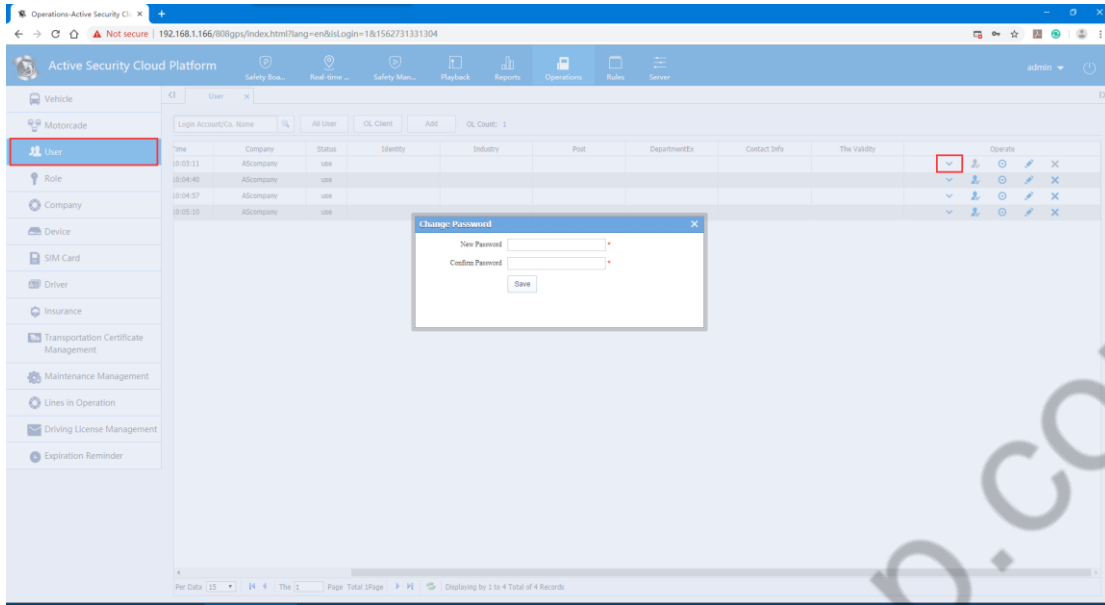 Operations-Active Security Cl
Not secure | 192.168.1.166/808gps/index.html?lang=en&isLogin=1&1562731331304
Active Security Cloud Platform
Safety Boa... Real-time ... Safety Man... Playback Reports Operations Rules Server
admin
Vehicle
Motorcade
User
Role
Company
Device
SIM Card
Driver
Insurance
Transportation Certificate
Management
Maintenance Management
Lines in Operation
Driving License Management
Expiration Reminder
User
Login Account/Co. Name All User OL Client Add OL Count: 1
Time Company Status Identity Industry Post DepartmentEx Contact Info The Validity Operate
10:03:11 AScompany use
10:04:40 AScompany use
10:04:57 AScompany use
10:05:10 AScompany use
Change Password
New Password *
Confirm Password *
Save
Per Data 15 The 1 Page Total 1Page Displaying by 1 to 4 Total of 4 Records